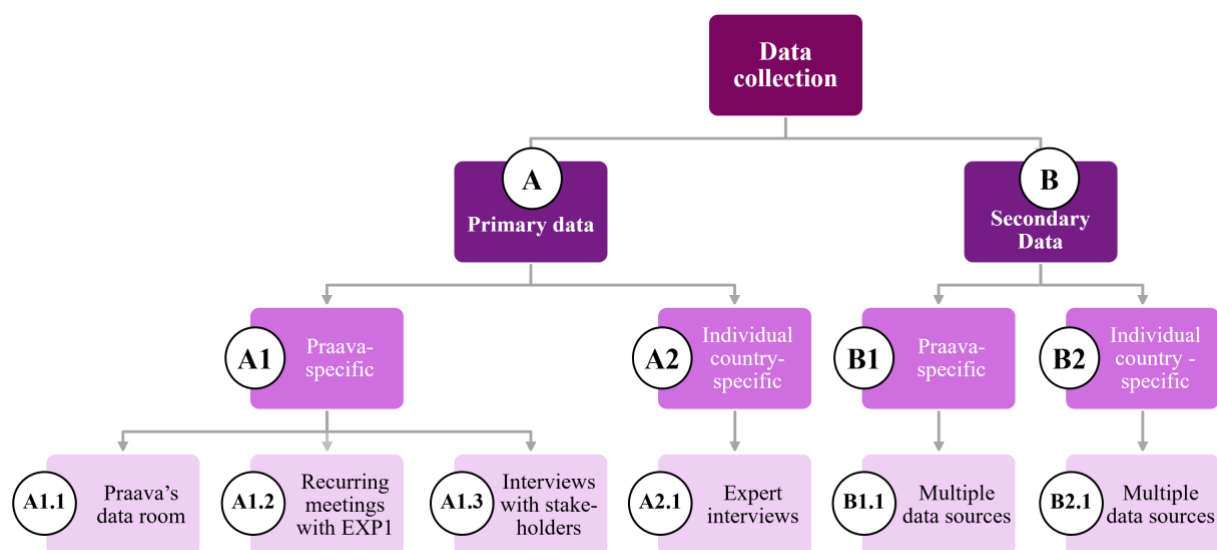 Data
collection
A
Primary data
B
Secondary
Data
A1
Praava-
specific
A2
Individual
country-
specific
B1
Praava-
specific
B2
Individual
country -
specific
A1.1
Praava's
data room
A1.2
Recurring
meetings
with EXP1
A1.3
Interviews
with stake-
holders
A2.1
Expert
interviews
B1.1
Multiple
data sources
B2.1
Multiple
data sources